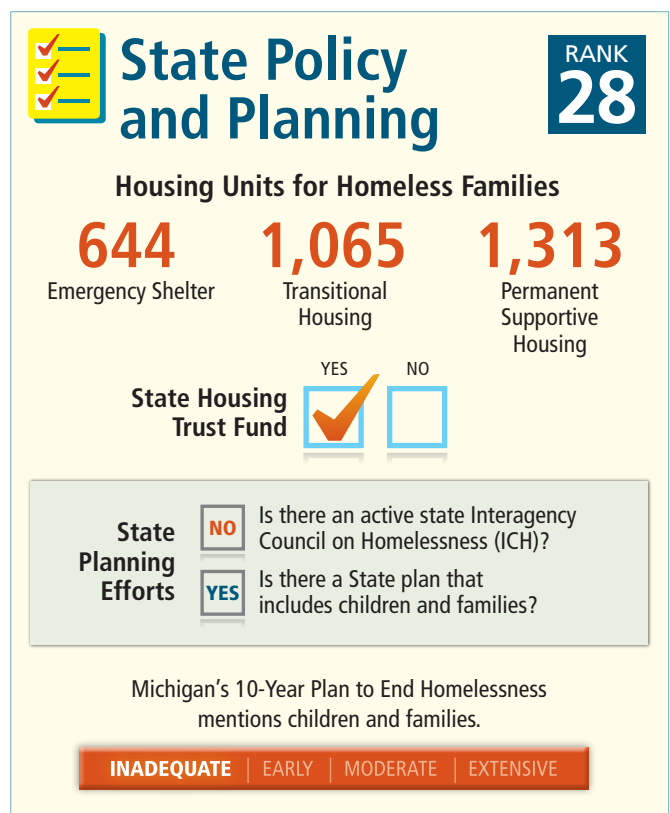 State Policy
and Planning
RANK
28
Housing Units for Homeless Families
644
Emergency Shelter
1,065
Transitional
Housing
1,313
Permanent
Supportive
Housing
YES
NO
State Housing
Trust Fund
State
Planning
Efforts
NO
Is there an active state Interagency
Council on Homelessness (ICH)?
YES
Is there a State plan that
includes children and families?
Michigan's 10-Year Plan to End Homelessness
mentions children and families.
INADEQUATE | EARLY | MODERATE | EXTENSIVE